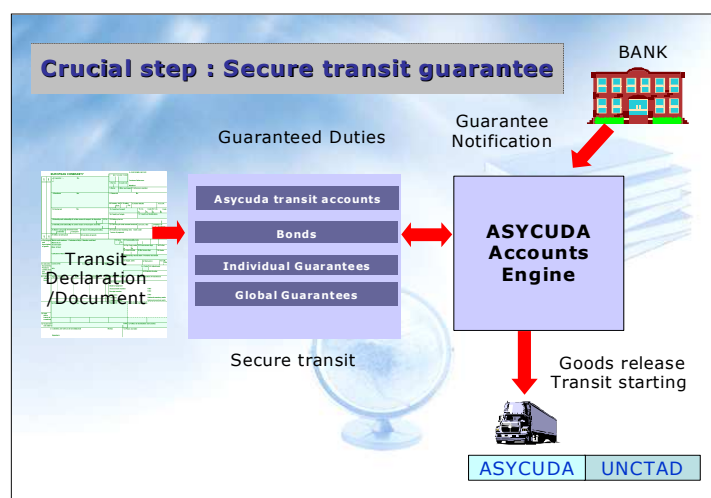 Crucial step : Secure transit guarantee
BANK
Guaranteed Duties
Guarantee
Notification
Transit
Declaration
/Document
Asycuda transit accounts
Bonds
Individual Guarantees
Global Guarantees
ASYCUDA
Accounts
Engine
Secure transit
Goods release
Transit starting
ASYCUDA
UNCTAD